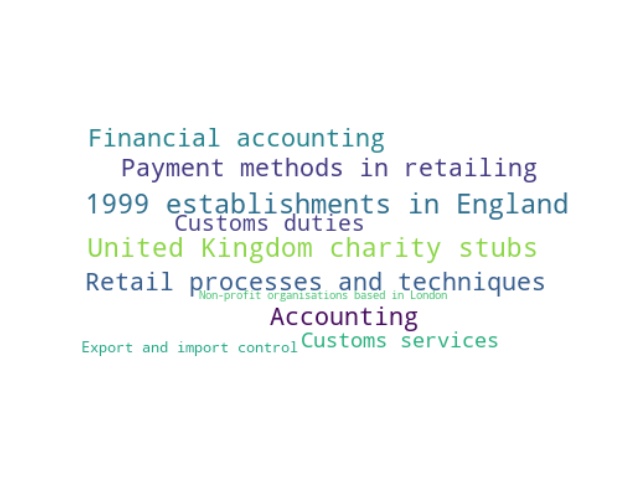 Financial accounting
Payment methods in retailing
1999 establishments in England
Customs duties
United Kingdom charity stubs
Retail processes and techniques
Non-profit organisations based in London
Accounting
Customs services
Export and import control